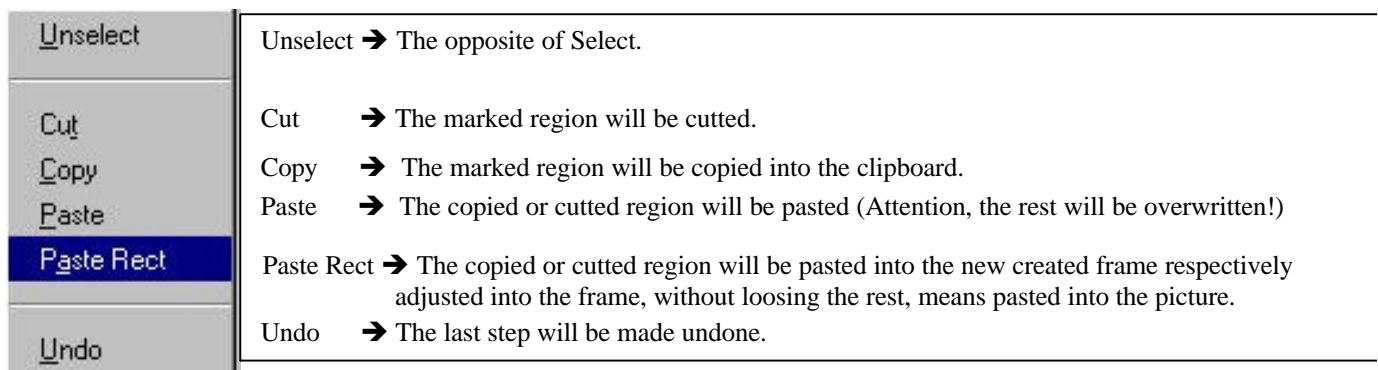 Unselect
Cut
Copy
Paste
Paste Rect
Undo
Unselect ➔ The opposite of Select.
Cut ➔ The marked region will be cutted.
Copy ➔ The marked region will be copied into the clipboard.
Paste ➔ The copied or cutted region will be pasted (Attention, the rest will be overwritten!)
Paste Rect ➔ The copied or cutted region will be pasted into the new created frame respectively
adjusted into the frame, without loosing the rest, means pasted into the picture.
Undo ➔ The last step will be made undone.